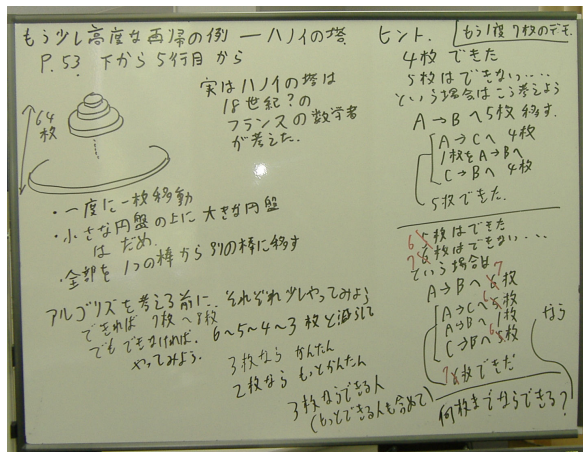 もう少し高度な再帰の例 ー ハノイの塔
P.53 下から5行目から
64枚
実はハノイの塔は
18世紀?の
フランスの数学者
が考えた.
・一度に一枚移動
・小さな円盤の上に大きな円盤
は だめ.
・全部を1つの棒から別の棒に移す
アルゴリズを考える前に. それぞれ少しやってみよう
できれば 7枚〜8枚
でも できなければ. 6〜5〜4〜3 枚と減らして
やってみよう.
3枚なら かんたん
2枚なら もっとかんたん
3枚ならできる人
(もっとできる人も含めて)
ヒント. もう1度 7枚のデモ.
4枚 できた
5枚はできない....
という場合はこう考えよう
A→B へ5枚 移す.
A→Cへ 4枚
1枚をA→Bへ
C→Bへ 4枚
5枚できた.
6 5枚はできた
7 6枚はできない....
という場合は
A→B へ 6 7枚
A→Cへ 5 6枚
A→Bへ 1枚
C→Bへ 5 6枚
7 6枚できた
なら
何枚までならできる?